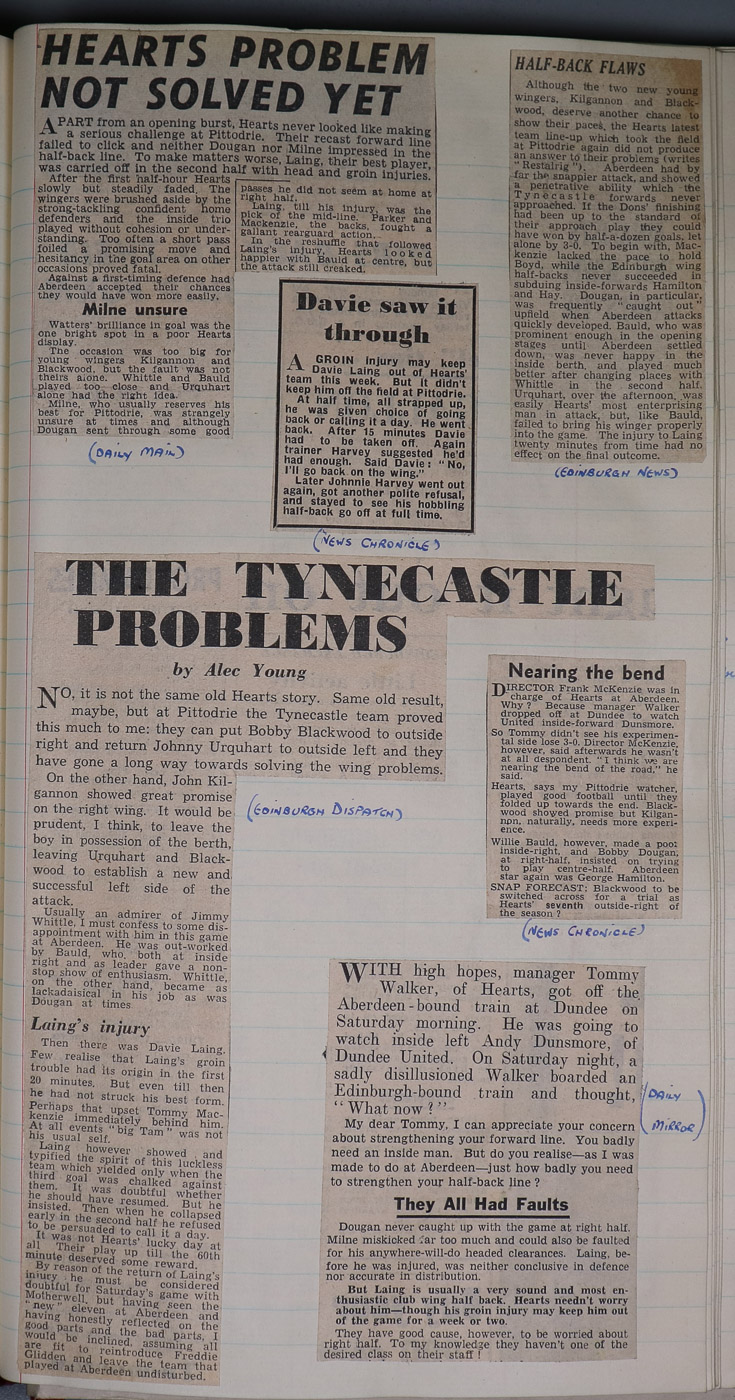 HEARTS PROBLEM
NOT SOLVED YET
APART from an opening burst, Hearts never looked like making
a serious challenge at Pittodrie. Their recast forward line
failed to click and neither Dougan nor Milne impressed in the
half-back line. To make matters worse, Laing, their best player,
was carried off in the second half with head and groin injuries.
After the first half-hour Hearts
slowly but steadily faded. The
wingers were brushed aside by the
strong-tackling confident home
defenders and the inside trio
played without cohesion or under-
standing. Too often a short pass
foiled a promising move and
hesitancy in the goal area on other
occasions proved fatal.
Against a first-timing defence had
Aberdeen accepted their chances
they would have won more easily.
Milne unsure
Watters' brilliance in goal was the
one bright spot in a poor Hearts
display.
The occasion was too big for
young wingers Kilgannon and
Blackwood, but the fault was not
theirs alone. Whittle and Bauld
played too close and Urquhart
alone had the right idea.
Milne, who usually reserves his
best for Pittodrie, was strangely
unsure at times and although
Dougan sent through some good
passes he did not seem at home at
right half.
Laing, till his injury, was the
pick of the mid-line. Parker and
Mackenzie, the backs, fought a
gallant rearguard action.
In the reshuffle that followed
Laing's injury, Hearts looked
happier with Bauld at centre, but
the attack still creaked.
(DAILY MAIL)
Davie saw it
through
A GROIN injury may keep
Davie Laing out of Hearts'
team this week. But it didn't
keep him off the field at Pittodrie.
At half time, all strapped up,
he was given choice of going
back or calling it a day. He went
back. After 15 minutes Davie
had to be taken off. Again
trainer Harvey suggested he'd
had enough. Said Davie: "No,
I'll go back on the wing."
Later Johnnie Harvey went out
again, got another polite refusal,
and stayed to see his hobbling
half-back go off at full time.
(NEWS CHRONICLE)
HALF-BACK FLAWS
Although the two new young
wingers, Kilgannon and Black-
wood, deserve another chance to
show their paces, the Hearts latest
team line-up which took the field
at Pittodrie again did not produce
an answer to their problems (writes
"Restalrig"). Aberdeen had by
far the snappier attack, and showed
a penetrative ability which the
Tynecastle forwards never
approached. If the Dons' finishing
had been up to the standard of
their approach play they could
have won by half-a-dozen goals, let
alone by 3-0. To begin with, Mac-
kenzie lacked the pace to hold
Boyd, while the Edinburgh wing
half-backs never succeeded in
subduing inside-forwards Hamilton
and Hay. Dougan, in particular,
was frequently "caught out"
upfield when Aberdeen attacks
quickly developed. Bauld, who was
prominent enough in the opening
stages until Aberdeen settled
down, was never happy in the
inside berth, and played much
better after changing places with
Whittle in the second half.
Urquhart, over the afternoon, was
easily Hearts' most enterprising
man in attack, but, like Bauld,
failed to bring his winger properly
into the game. The injury to Laing
twenty minutes from time had no
effect on the final outcome.
(EDINBURGH NEWS)
THE TYNECASTLE
PROBLEMS
by Alec Young
NO, it is not the same old Hearts story. Same old result,
maybe, but at Pittodrie the Tynecastle team proved
this much to me: they can put Bobby Blackwood to outside
right and return Johnny Urquhart to outside left and they
have gone a long way towards solving the wing problems.
On the other hand, John Kil-
gannon showed great promise
on the right wing. It would be
prudent, I think, to leave the
boy in possession of the berth,
leaving Urquhart and Black-
wood to establish a new and
successful left side of the
attack.
Usually an admirer of Jimmy
Whittle, I must confess to some dis-
appointment with him in this game
at Aberdeen. He was out-worked
by Bauld, who, both at inside
right and as leader gave a non-
stop show of enthusiasm. Whittle,
on the other hand, became as
lackadaisical in his job as was
Dougan at times
Laing's injury
Then there was Davie Laing.
Few realise that Laing's groin
trouble had its origin in the first
20 minutes. But even till then
he had not struck his best form.
Perhaps that upset Tommy Mac-
kenzie immediately behind him.
At all events "big Tam" was not
his usual self.
Laing however showed and
typified the spirit of this luckless
team which yielded only when the
third goal was chalked against
them. It was doubtful whether
he should have resumed. But he
insisted. Then when he collapsed
early in the second half he refused
to be persuaded to call it a day.
It was not Hearts' lucky day at
all Their play up till the 60th
minute deserved some reward.
By reason of the return of Laing's
injury he must be considered
doubtful for Saturday's game with
Motherwell, but having seen the
"new" eleven at Aberdeen and
having honestly reflected on the
good parts and the bad parts, I
would be inclined, assuming all
are fit to reintroduce Freddie
Glidden and leave the team that
played at Aberdeen undisturbed.
(EDINBURGH DISPATCH)
Nearing the bend
DIRECTOR Frank McKenzie was in
charge of Hearts at Aberdeen.
Why? Because manager Walker
dropped off at Dundee to watch
United inside-forward Dunsmore.
So Tommy didn't see his experimen-
tal side lose 3-0. Director McKenzie,
however, said afterwards he wasn't
at all despondent. "I think we are
nearing the bend of the road," he
said.
Hearts, says my Pittodrie watcher,
played good football until they
folded up towards the end. Black-
wood showed promise but Kilgan-
non, naturally, needs more experi-
ence.
Willie Bauld, however, made a poor
inside-right, and Bobby Dougan,
at right-half, insisted on trying
to play centre-half. Aberdeen
star again was George Hamilton.
SNAP FORECAST: Blackwood to be
switched across for a trial as
Hearts' seventh outside-right of
the season?
(NEWS CHRONICLE)
WITH high hopes, manager Tommy
Walker, of Hearts, got off the
Aberdeen-bound train at Dundee on
Saturday morning. He was going to
watch inside left Andy Dunsmore, of
Dundee United. On Saturday night, a
sadly disillusioned Walker boarded an
Edinburgh-bound train and thought,
"What now?"
My dear Tommy, I can appreciate your concern
about strengthening your forward line. You badly
need an inside man. But do you realise—as I was
made to do at Aberdeen—just how badly you need
to strengthen your half-back line?
They All Had Faults
Dougan never caught up with the game at right half.
Milne miskicked far too much and could also be faulted
for his anywhere-will-do headed clearances. Laing, be-
fore he was injured, was neither conclusive in defence
nor accurate in distribution.
But Laing is usually a very sound and most en-
thusiastic club wing half back. Hearts needn't worry
about him—though his groin injury may keep him out
of the game for a week or two.
They have good cause, however, to be worried about
right half. To my knowledge they haven't one of the
desired class on their staff!
(DAILY
MIRROR)